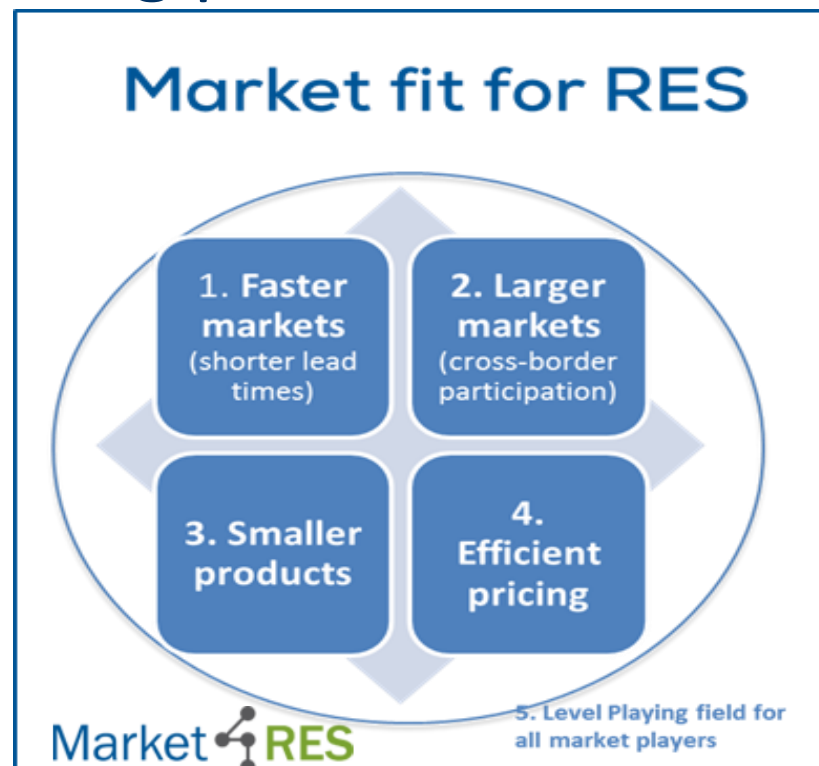 Market fit for RES
1. Faster
markets
(shorter lead
times)
2. Larger
markets
(cross-border
participation)
3. Smaller
products
4.
Efficient
pricing
5. Level Playing field for
all market players
Market RES